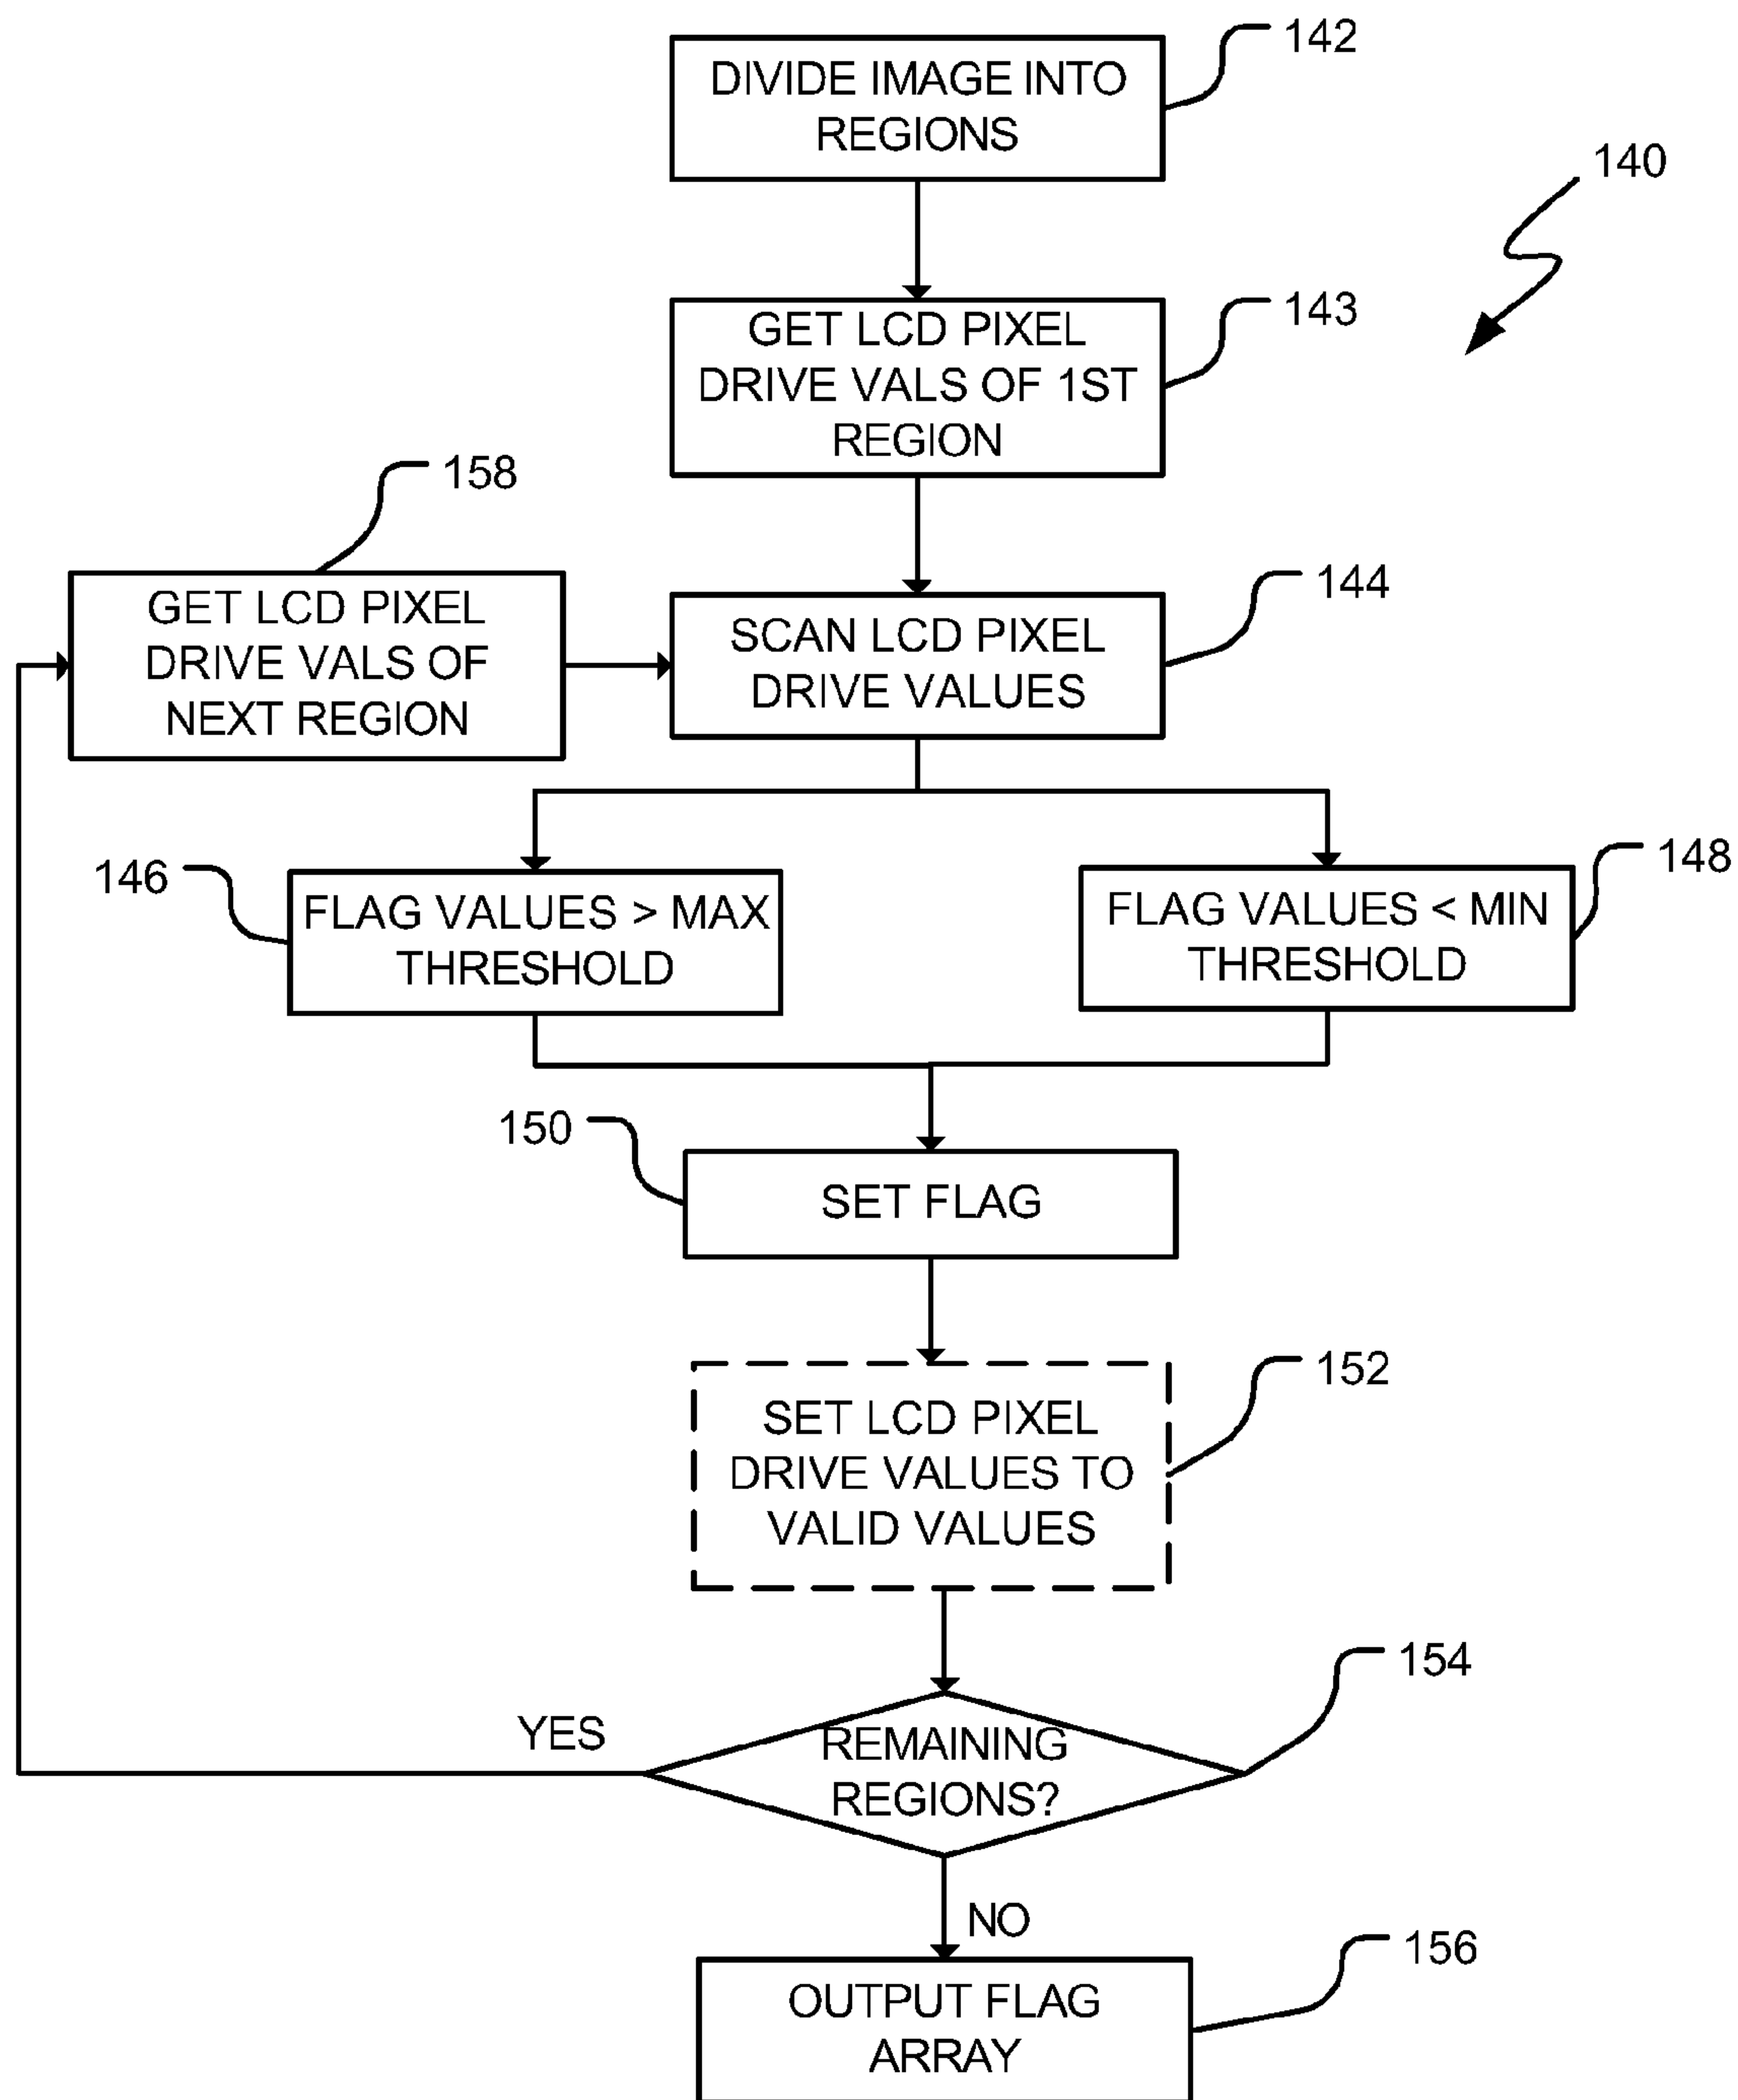 142
DIVIDE IMAGE INTO
REGIONS
140
143
GET LCD PIXEL
DRIVE VALS OF 1ST
REGION
158
GET LCD PIXEL
DRIVE VALS OF
NEXT REGION
144
SCAN LCD PIXEL
DRIVE VALUES
146
FLAG VALUES > MAX
THRESHOLD
148
FLAG VALUES < MIN
THRESHOLD
150
SET FLAG
152
SET LCD PIXEL
DRIVE VALUES TO
VALID VALUES
154
YES
REMAINING
REGIONS?
NO
156
OUTPUT FLAG
ARRAY